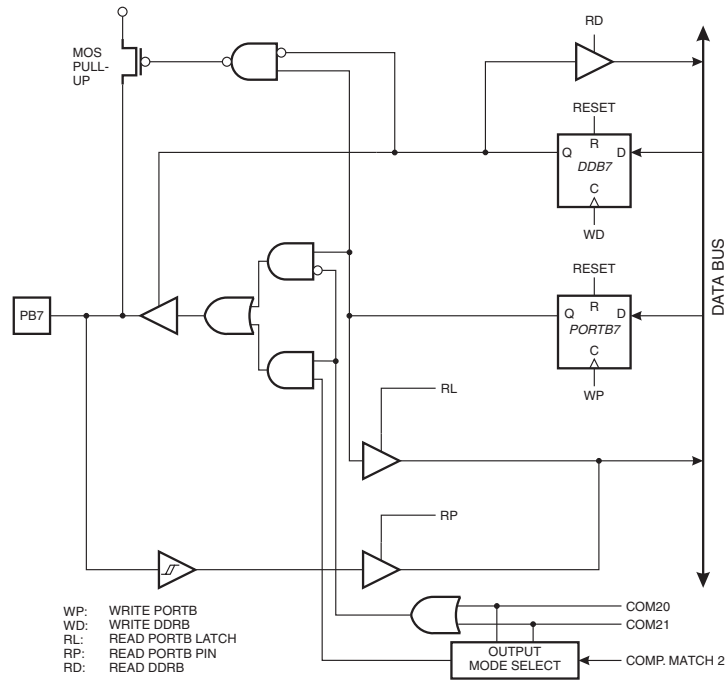 RD
MOS
PULL-
UP
RESET
R
Q
D
DDB7
C
WD
RESET
R
Q
D
PORTB7
C
WP
PB7
DATA BUS
RL
RP
WP: WRITE PORTB
WD: WRITE DDRB
RL: READ PORTB LATCH
RP: READ PORTB PIN
RD: READ DDRB
COM20
COM21
OUTPUT
MODE SELECT
COMP. MATCH 2